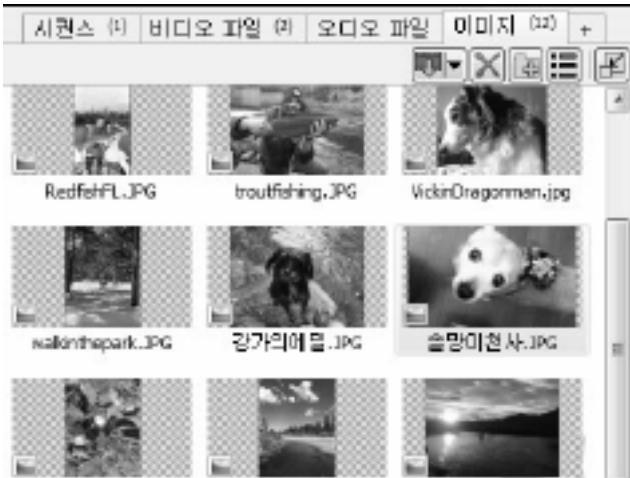 시퀀스 (1) 비디오 파일 (2) 오디오 파일 이미지 (12) +
RedfishFL.JPG troutfishing.JPG VickinDragonman.jpg
walkinthepark.JPG 강가의에밀.JPG 솔망이천사.JPG